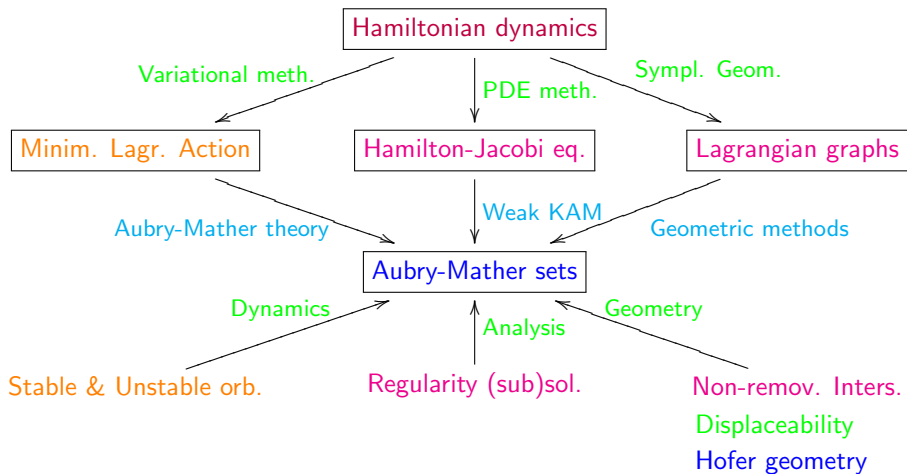 Hamiltonian dynamics
Variational meth.
PDE meth.
Sympl. Geom.
Minim. Lagr. Action
Hamilton-Jacobi eq.
Lagrangian graphs
Aubry-Mather theory
Weak KAM
Geometric methods
Aubry-Mather sets
Dynamics
Analysis
Geometry
Stable & Unstable orb.
Regularity (sub)sol.
Non-remov. Inters.
Displaceability
Hofer geometry